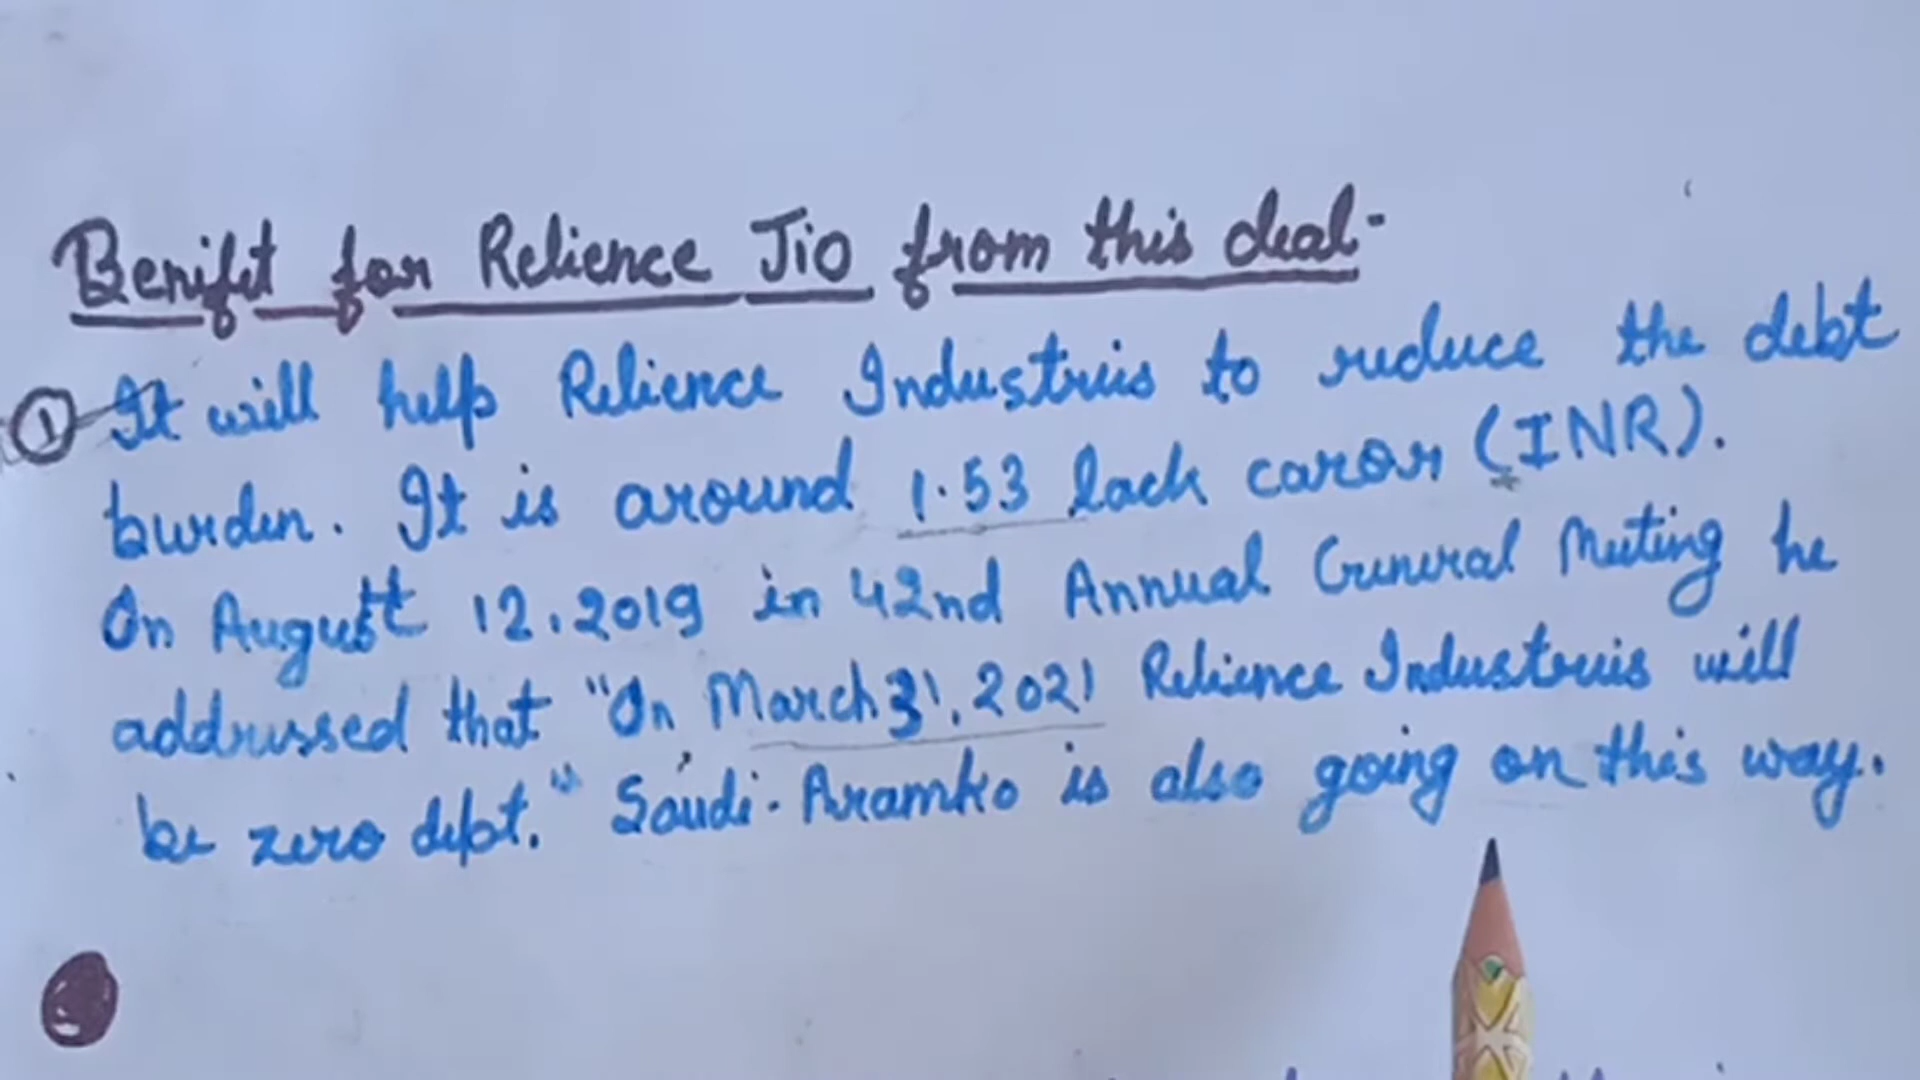 Benifit for Relience Jio from this deal-
① It will help Relience Industries to reduce the debt
burden. It is around 1.53 lack caror (INR).
On August 12, 2019 in 42nd Annual General Meeting he
addressed that "On March 31, 2021 Relience Industries will
be zero debt." Saudi-Aramko is also going on this way.